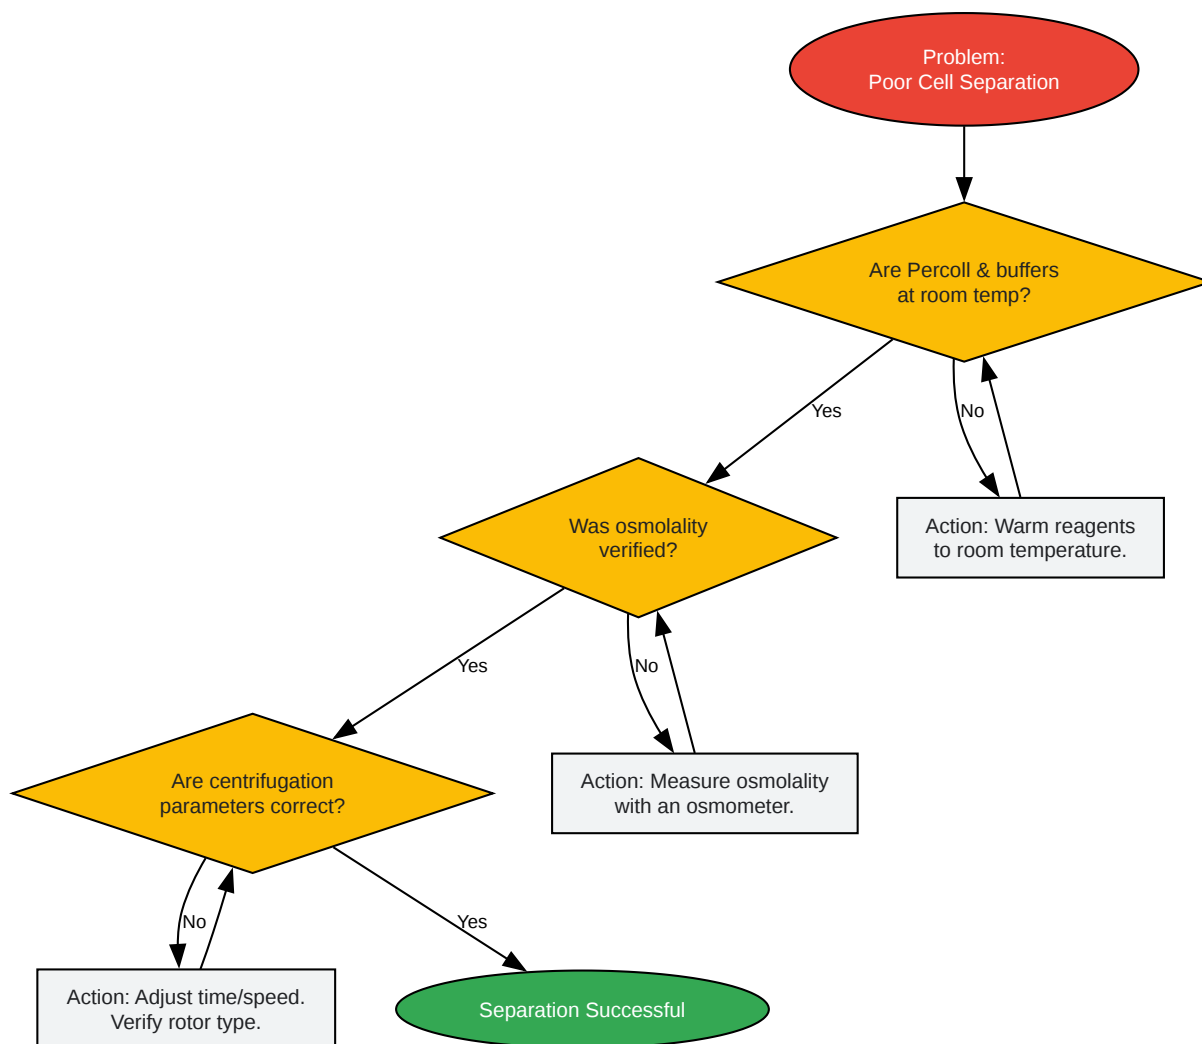 Problem:
Poor Cell Separation
Are Percoll & buffers
at room temp?
Yes
No
Was osmolality
verified?
Action: Warm reagents
to room temperature.
Yes
No
Are centrifugation
parameters correct?
Action: Measure osmolality
with an osmometer.
No
Yes
Action: Adjust time/speed.
Verify rotor type.
Separation Successful